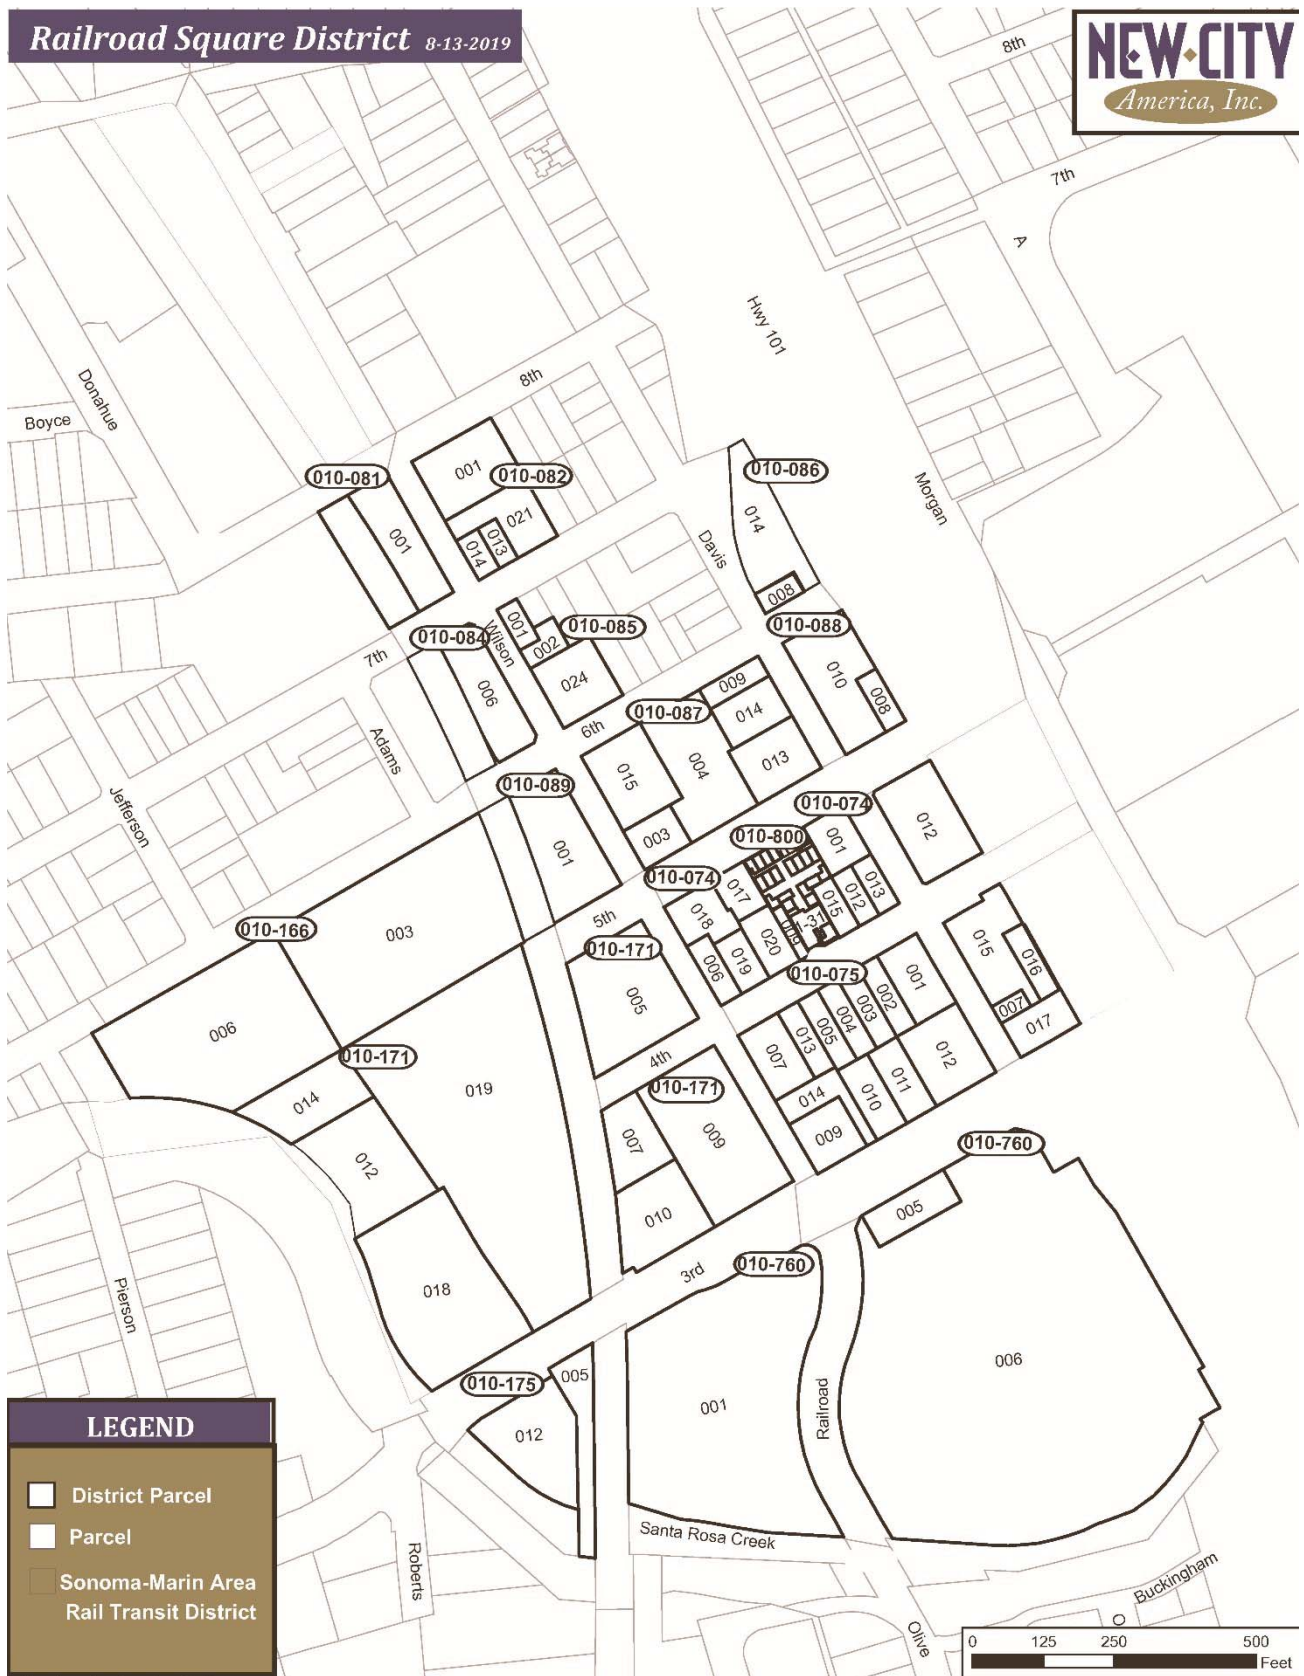 Railroad Square District 8-13-2019
NEW CITY
America, Inc.
8th
7th
A
Hwy 101
8th
Donahue
Boyce
010-081
001
010-082
010-086
001
021
013
014
014
Morgan
Davis
008
001
010-085
010-088
010-084
Wilson
002
7th
024
009
010
006
008
010-087
014
6th
Adams
015
004
013
010-089
Jefferson
010-074
003
010-800
001
012
001
010-074
017
013
012
015
018
5th
31
010-166
003
009
020
010-171
019
006
010-075
015
016
001
002
003
004
005
013
007
007
017
005
006
010-171
4th
012
011
010
014
009
019
014
010-171
007
009
010-760
012
010
005
018
3rd
010-760
Pierson
006
010-175
005
001
Railroad
012
LEGEND
District Parcel
Parcel
Sonoma-Marin Area
Rail Transit District
Santa Rosa Creek
Roberts
Buckingham
O
Olive
0 125 250 500
Feet